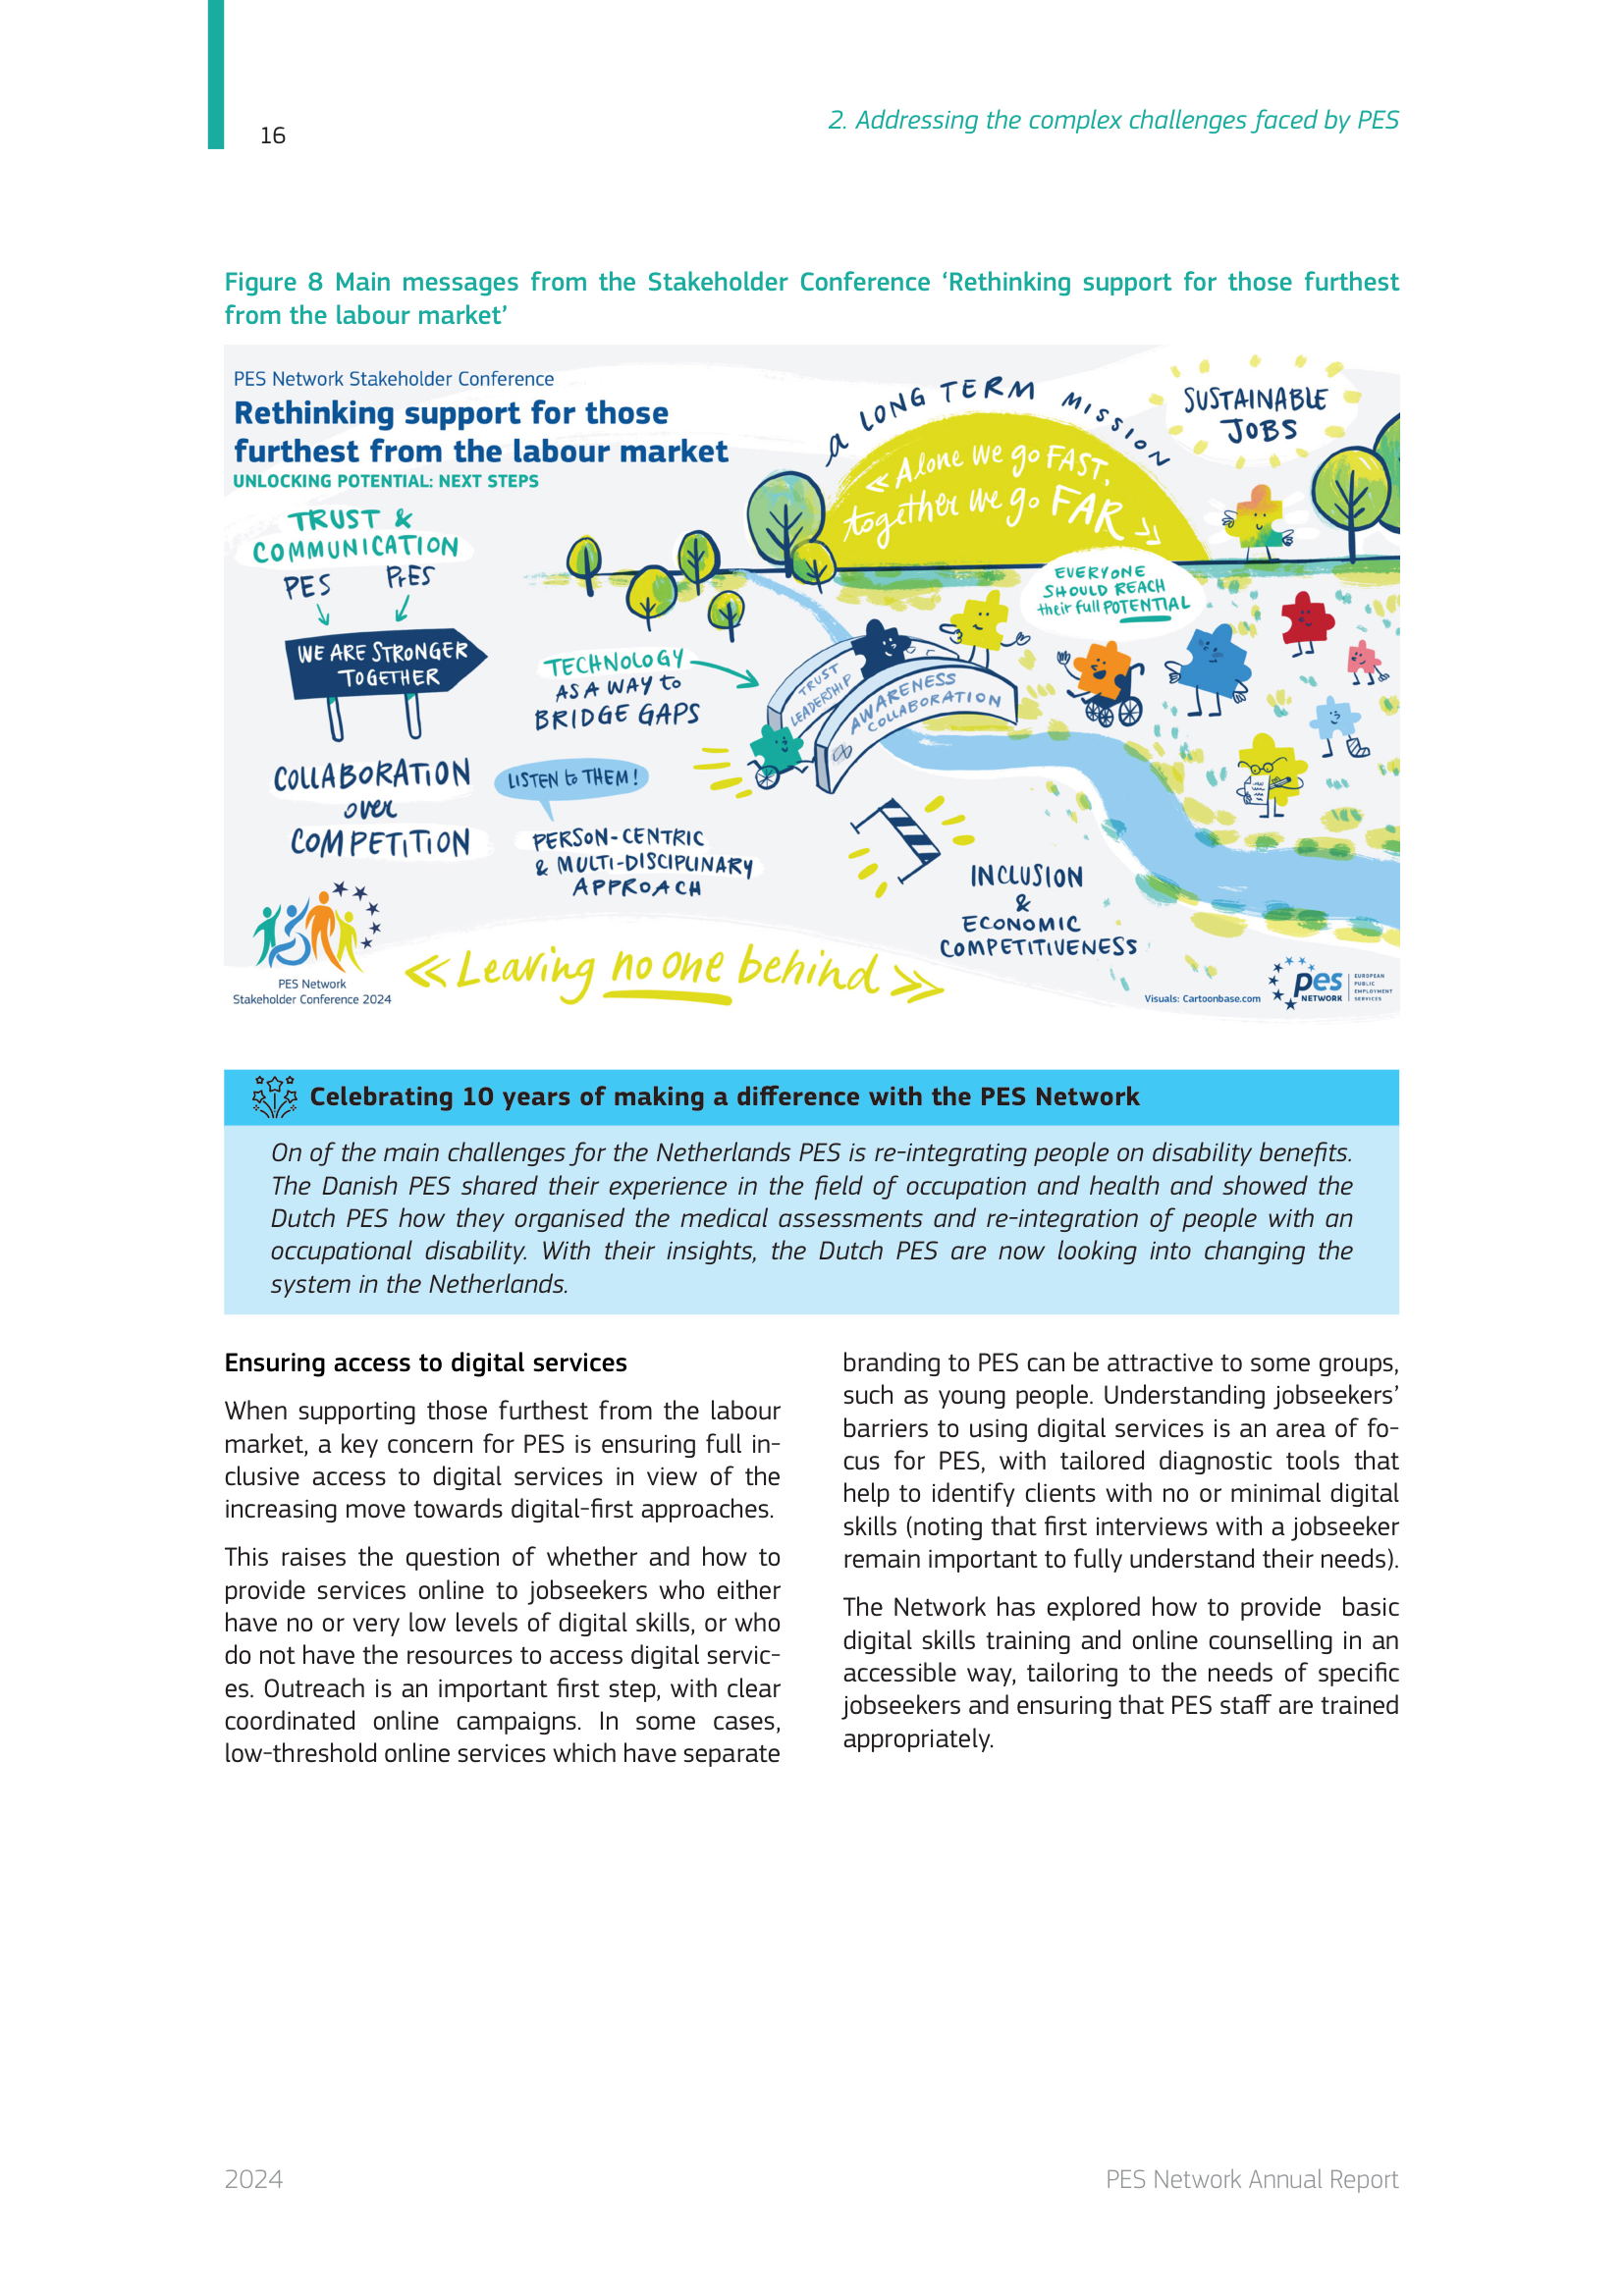 16
2. Addressing the complex challenges faced by PES
Figure 8 Main messages from the Stakeholder Conference ‘Rethinking support for those furthest
from the labour market’
PES Network Stakeholder Conference
Rethinking support for those
furthest from the labour market
UNLOCKING POTENTIAL: NEXT STEPS
TRUST &
COMMUNICATION
PES PrES
WE ARE STRONGER
TOGETHER
COLLABORATION
over
COMPETITION
TECHNOLOGY
AS A WAY to
BRIDGE GAPS
LISTEN to THEM!
PERSON-CENTRIC
& MULTI-DISCIPLINARY
APPROACH
a LONG TERM MISSION
« Alone we go FAST,
together we go FAR »
SUSTAINABLE
JOBS
EVERYONE
SHOULD REACH
their full POTENTIAL
TRUST
LEADERSHIP
AWARENESS
COLLABORATION
INCLUSION
&
ECONOMIC
COMPETITIVENESS
« Leaving no one behind »
PES Network
Stakeholder Conference 2024
Visuals: Cartoonbase.com
pes
NETWORK
EUROPEAN
PUBLIC
EMPLOYMENT
SERVICES
Celebrating 10 years of making a difference with the PES Network
On of the main challenges for the Netherlands PES is re-integrating people on disability benefits.
The Danish PES shared their experience in the field of occupation and health and showed the
Dutch PES how they organised the medical assessments and re-integration of people with an
occupational disability. With their insights, the Dutch PES are now looking into changing the
system in the Netherlands.
Ensuring access to digital services
When supporting those furthest from the labour
market, a key concern for PES is ensuring full in-
clusive access to digital services in view of the
increasing move towards digital-first approaches.
This raises the question of whether and how to
provide services online to jobseekers who either
have no or very low levels of digital skills, or who
do not have the resources to access digital servic-
es. Outreach is an important first step, with clear
coordinated online campaigns. In some cases,
low-threshold online services which have separate
branding to PES can be attractive to some groups,
such as young people. Understanding jobseekers’
barriers to using digital services is an area of fo-
cus for PES, with tailored diagnostic tools that
help to identify clients with no or minimal digital
skills (noting that first interviews with a jobseeker
remain important to fully understand their needs).
The Network has explored how to provide basic
digital skills training and online counselling in an
accessible way, tailoring to the needs of specific
jobseekers and ensuring that PES staff are trained
appropriately.
2024
PES Network Annual Report